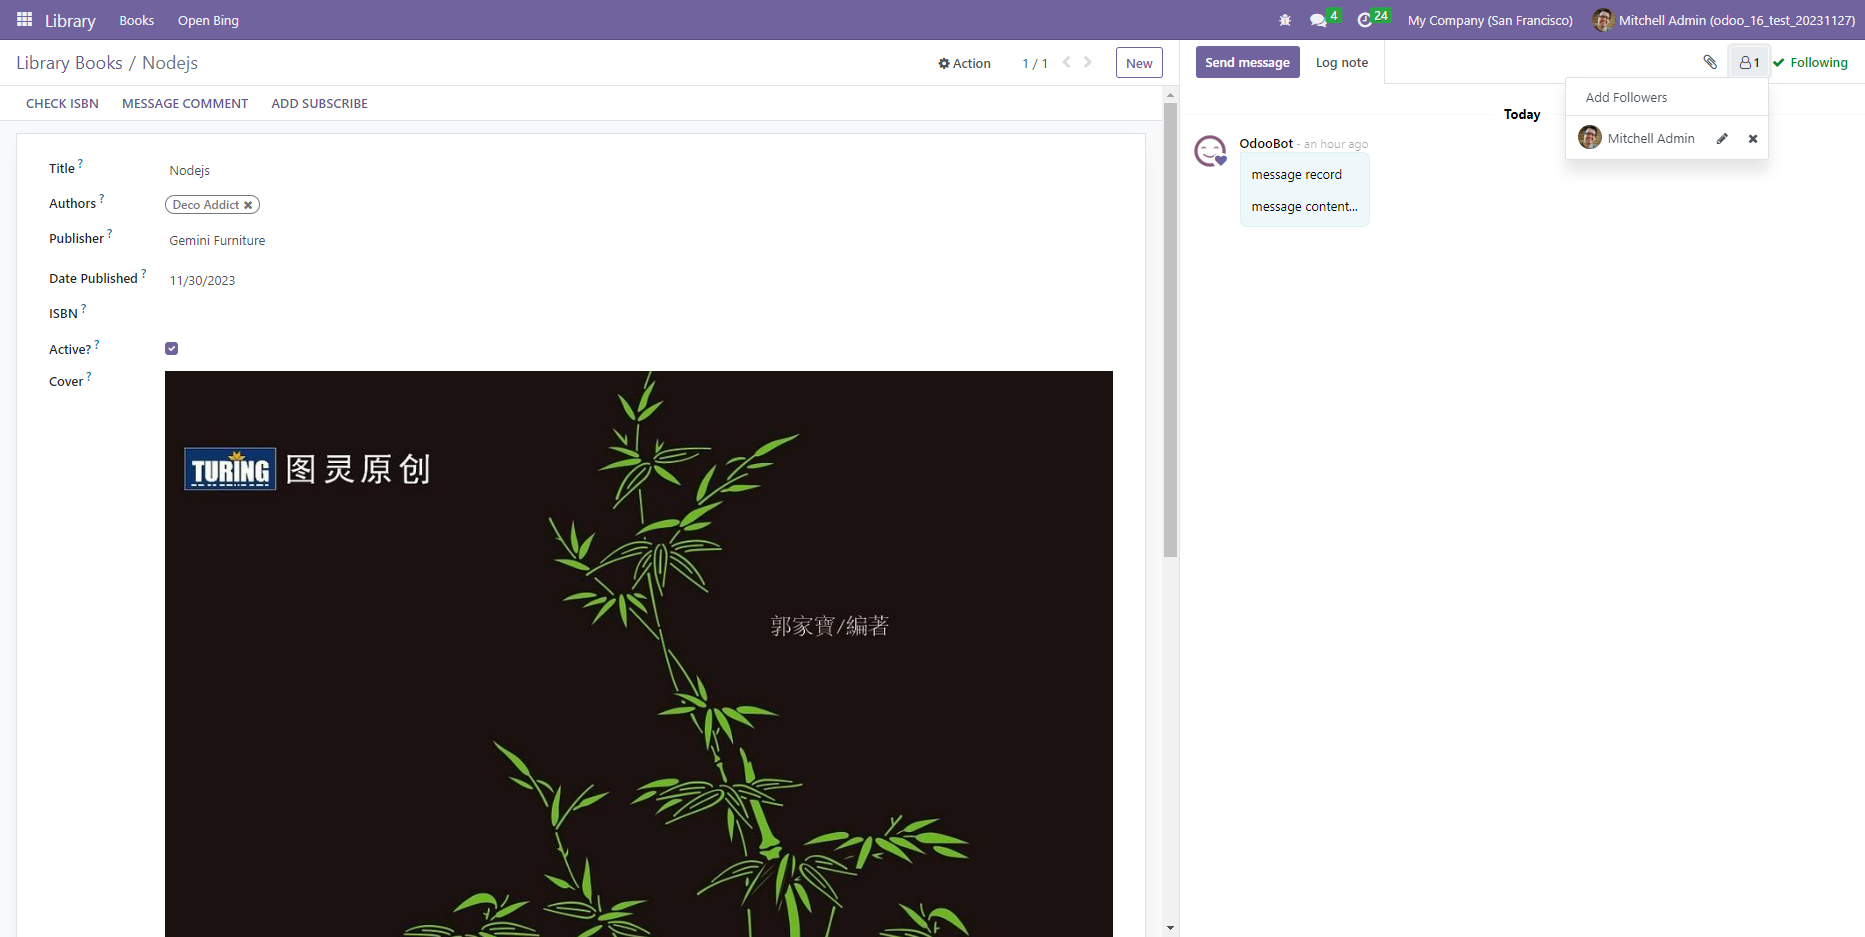 Library Books Open Bing 4 24 My Company (San Francisco) Mitchell Admin (odoo_16_test_20231127)
Library Books / Nodejs Action 1 / 1 New
CHECK ISBN MESSAGE COMMENT ADD SUBSCRIBE
Title ? Nodejs
Authors ? Deco Addict
Publisher ? Gemini Furniture
Date Published ? 11/30/2023
ISBN ?
Active? ?
Cover ?
TURING 图灵原创
郭家寶/編著
Send message Log note 1 Following
Add Followers
Mitchell Admin
Today
OdooBot - an hour ago
message record
message content...